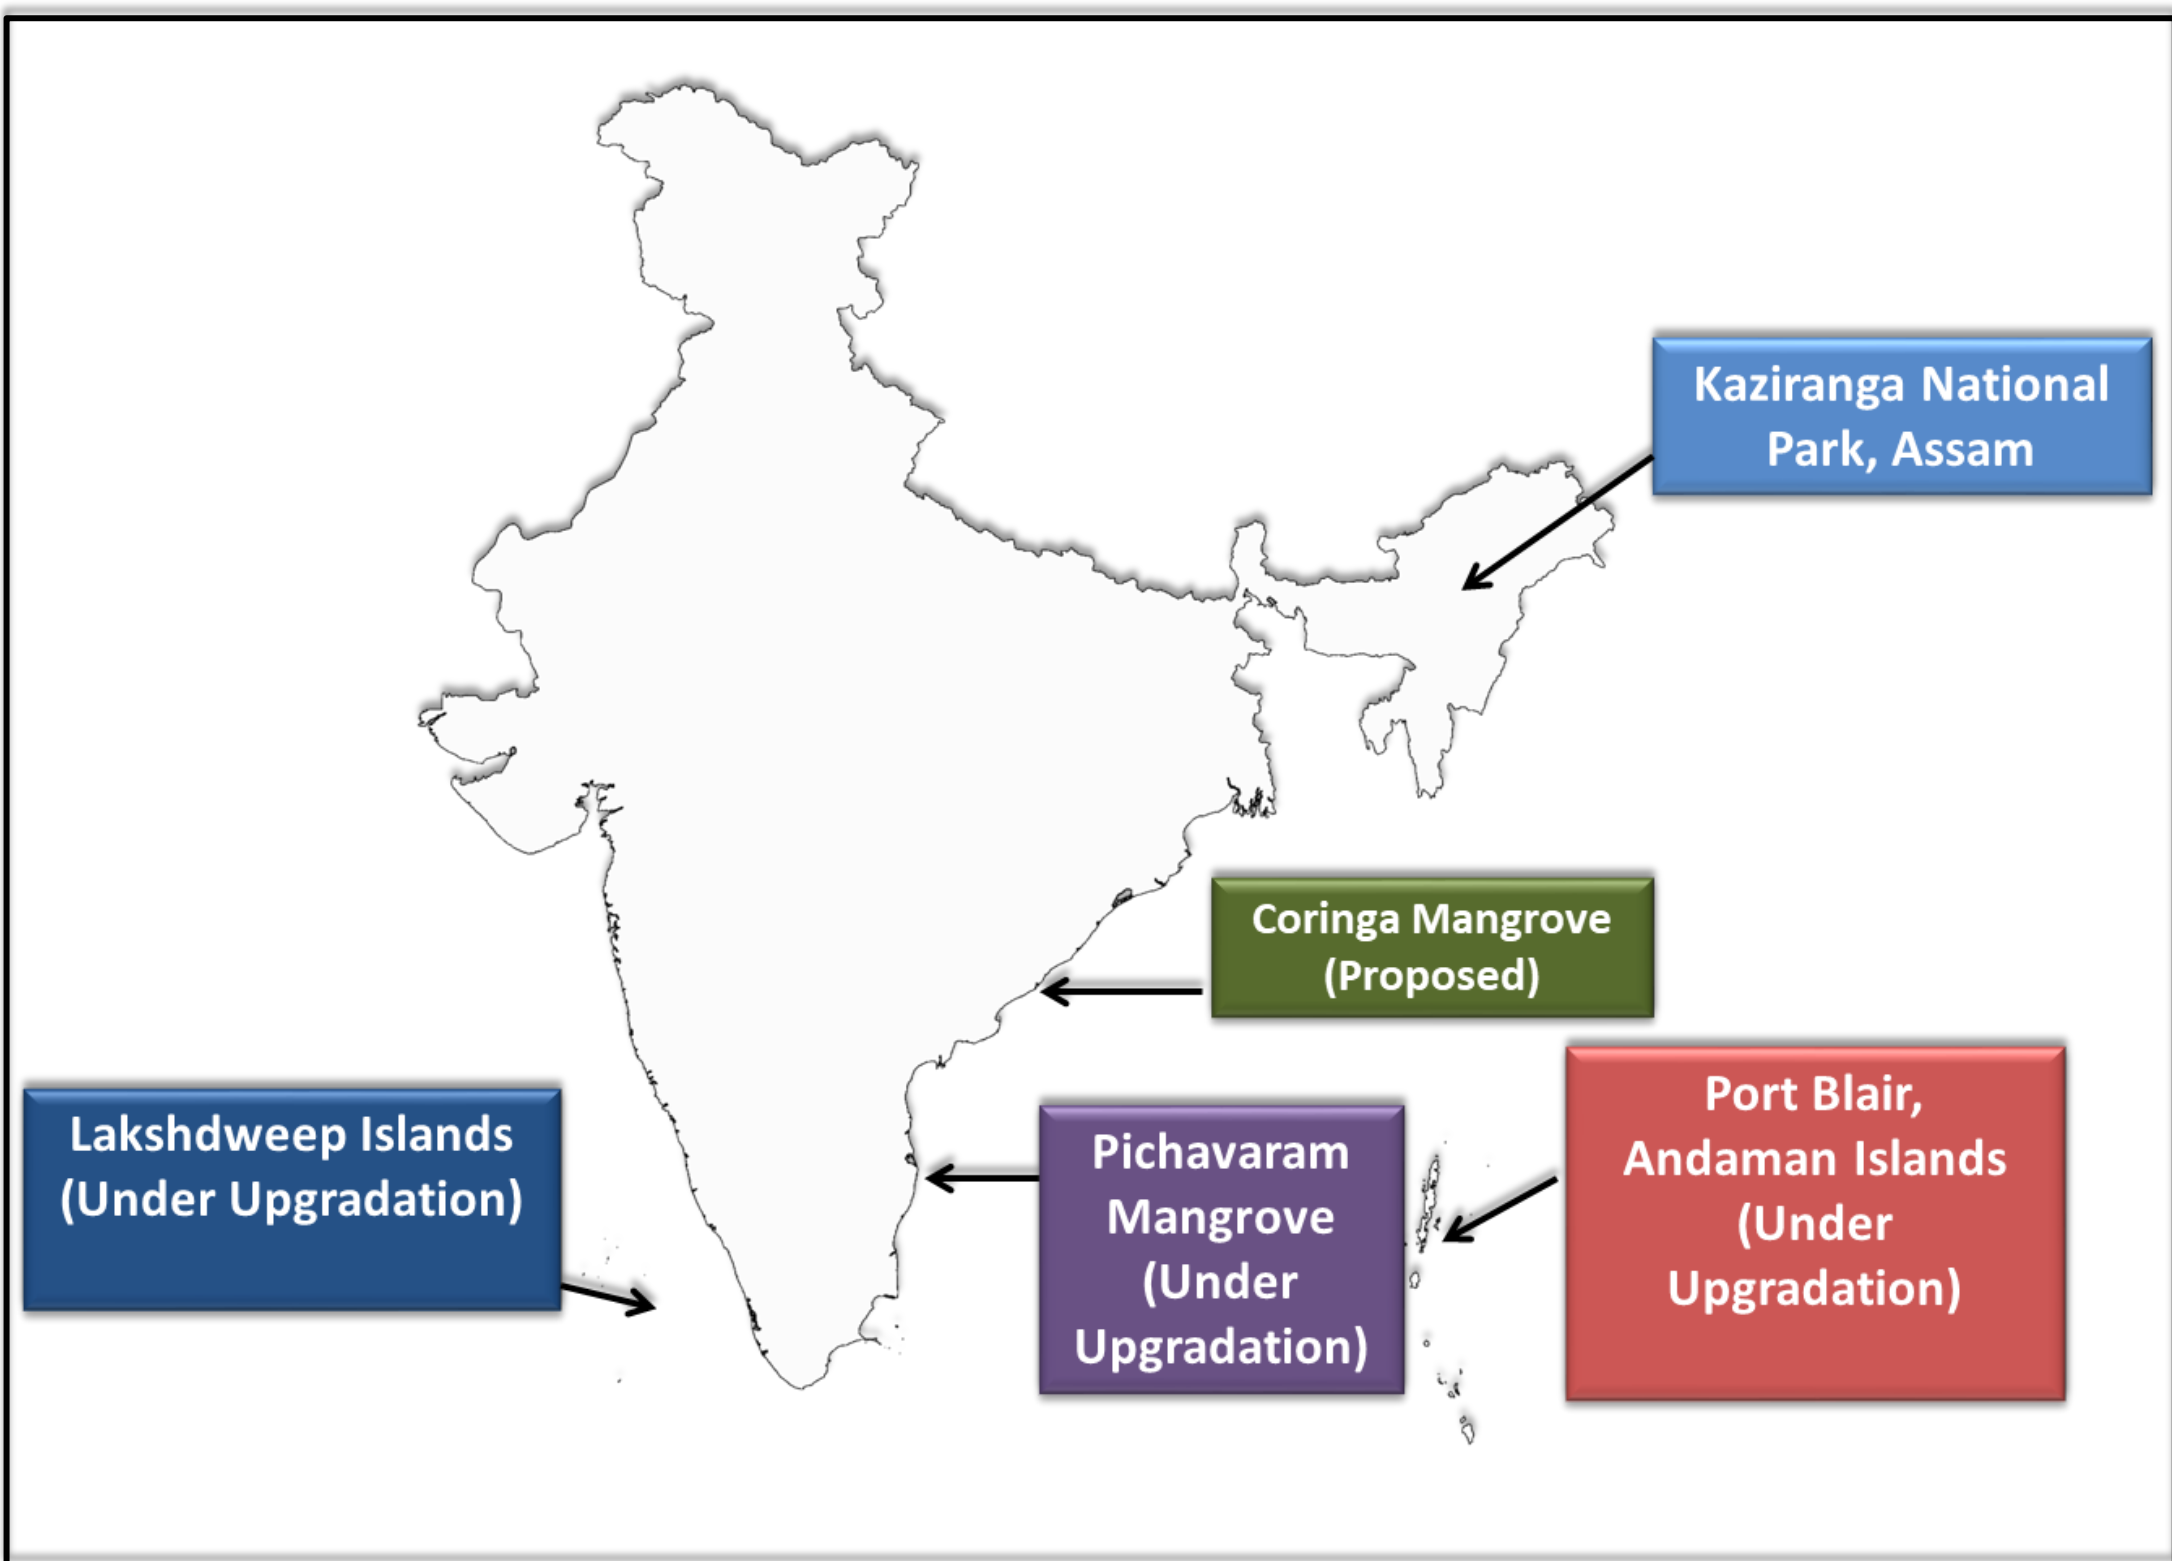 Kaziranga National
Park, Assam
Coringa Mangrove
(Proposed)
Lakshdweep Islands
(Under Upgradation)
Pichavaram
Mangrove
(Under
Upgradation)
Port Blair,
Andaman Islands
(Under
Upgradation)